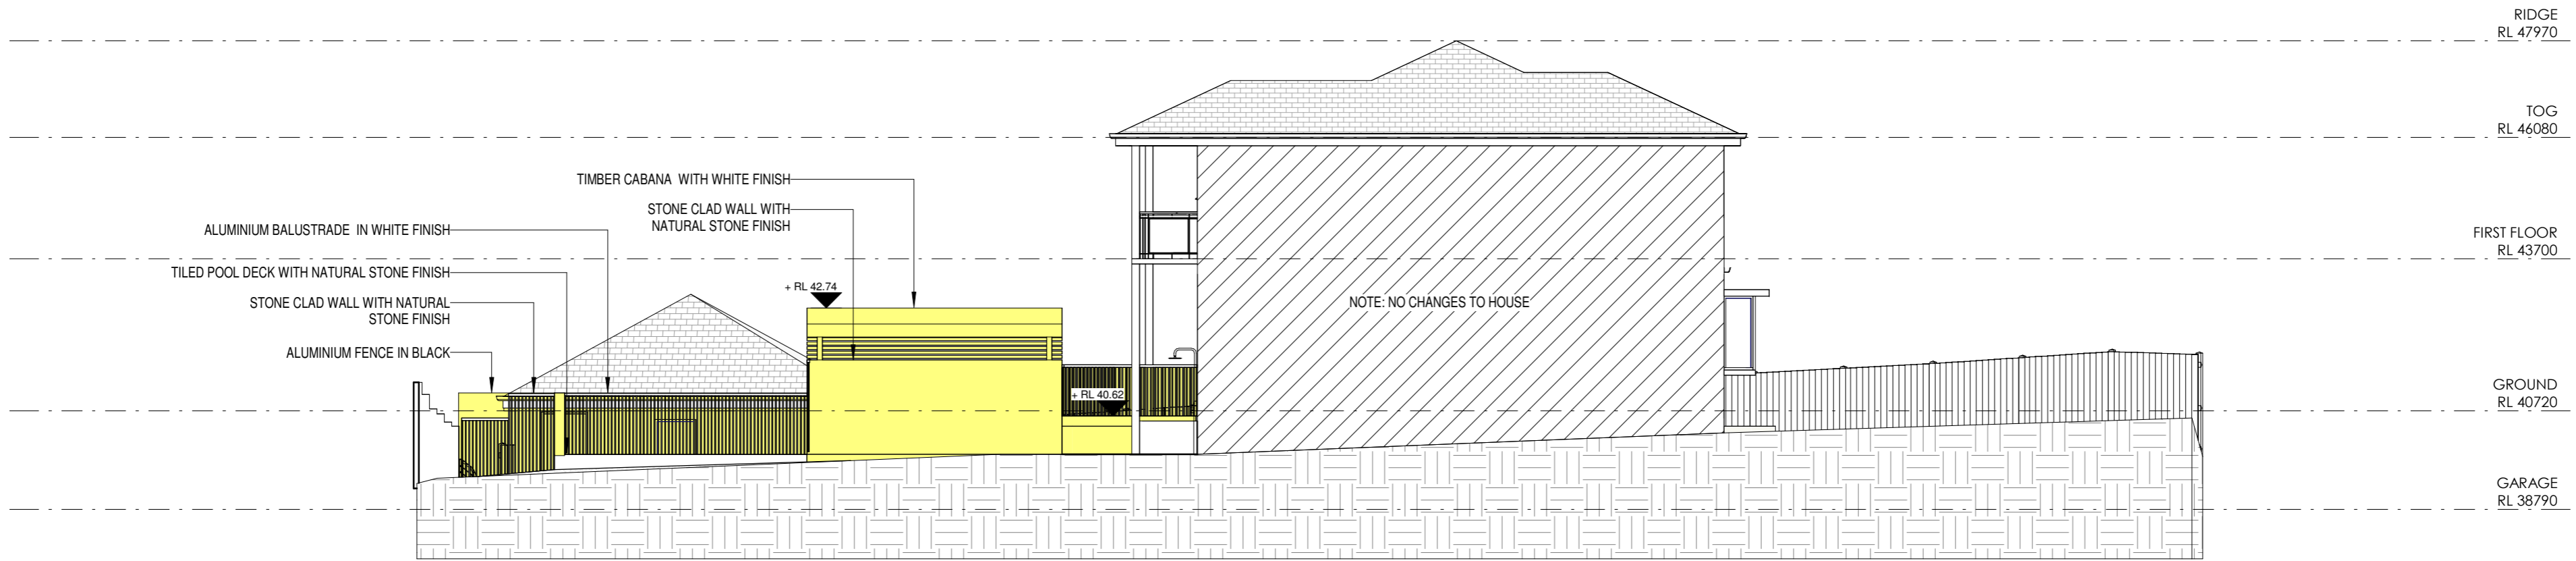 RIDGE
RL 47970
TOG
RL 46080
TIMBER CABANA WITH WHITE FINISH
STONE CLAD WALL WITH
NATURAL STONE FINISH
ALUMINIUM BALUSTRADE IN WHITE FINISH
FIRST FLOOR
RL 43700
TILED POOL DECK WITH NATURAL STONE FINISH
+ RL 42.74
STONE CLAD WALL WITH NATURAL
STONE FINISH
NOTE: NO CHANGES TO HOUSE
ALUMINIUM FENCE IN BLACK
+ RL 40.62
GROUND
RL 40720
GARAGE
RL 38790